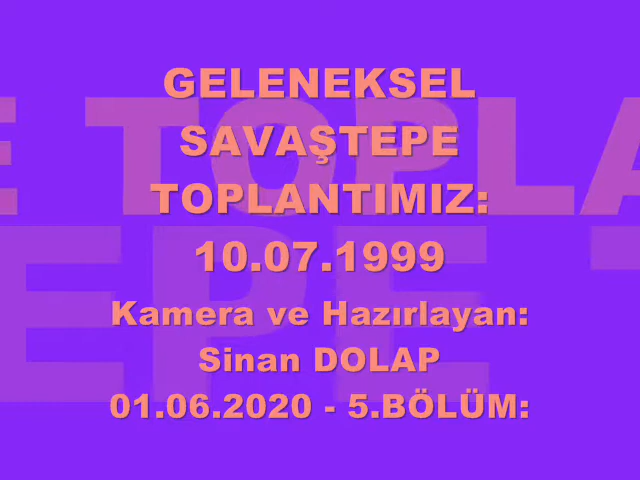 GELENEKSEL
SAVAŞTEPE
TOPLANTIMIZ:
10.07.1999
Kamera ve Hazırlayan:
Sinan DOLAP
01.06.2020 - 5.BÖLÜM: